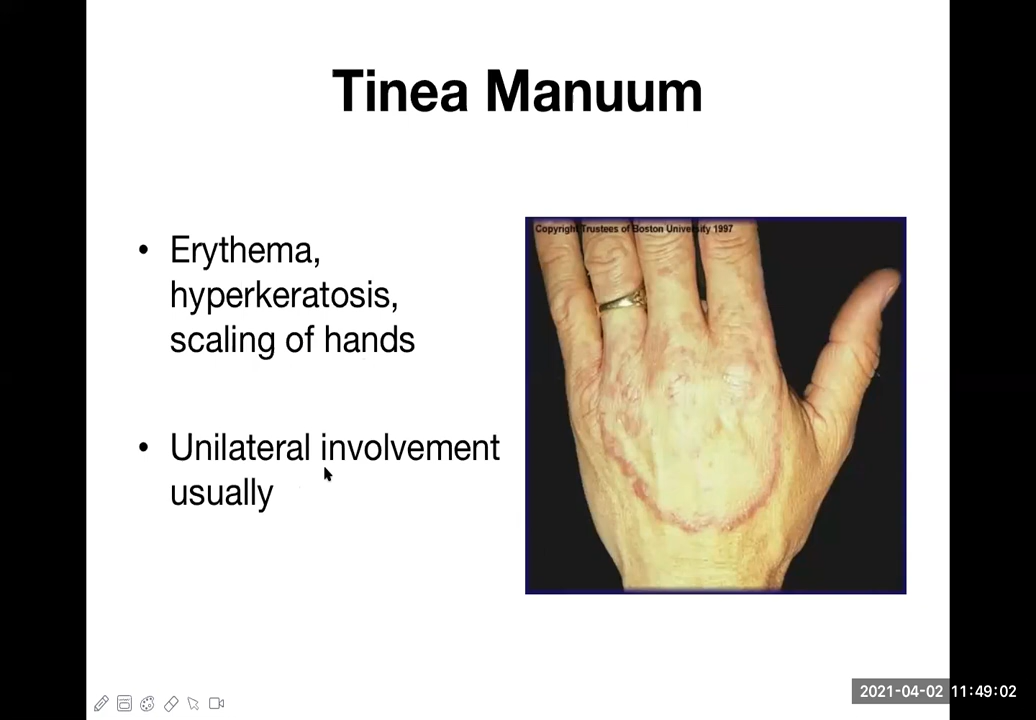 Tinea Manuum
• Erythema,
hyperkeratosis,
scaling of hands
• Unilateral involvement
usually
Copyright Trustees of Boston University 1997
2021-04-02 11:49:02